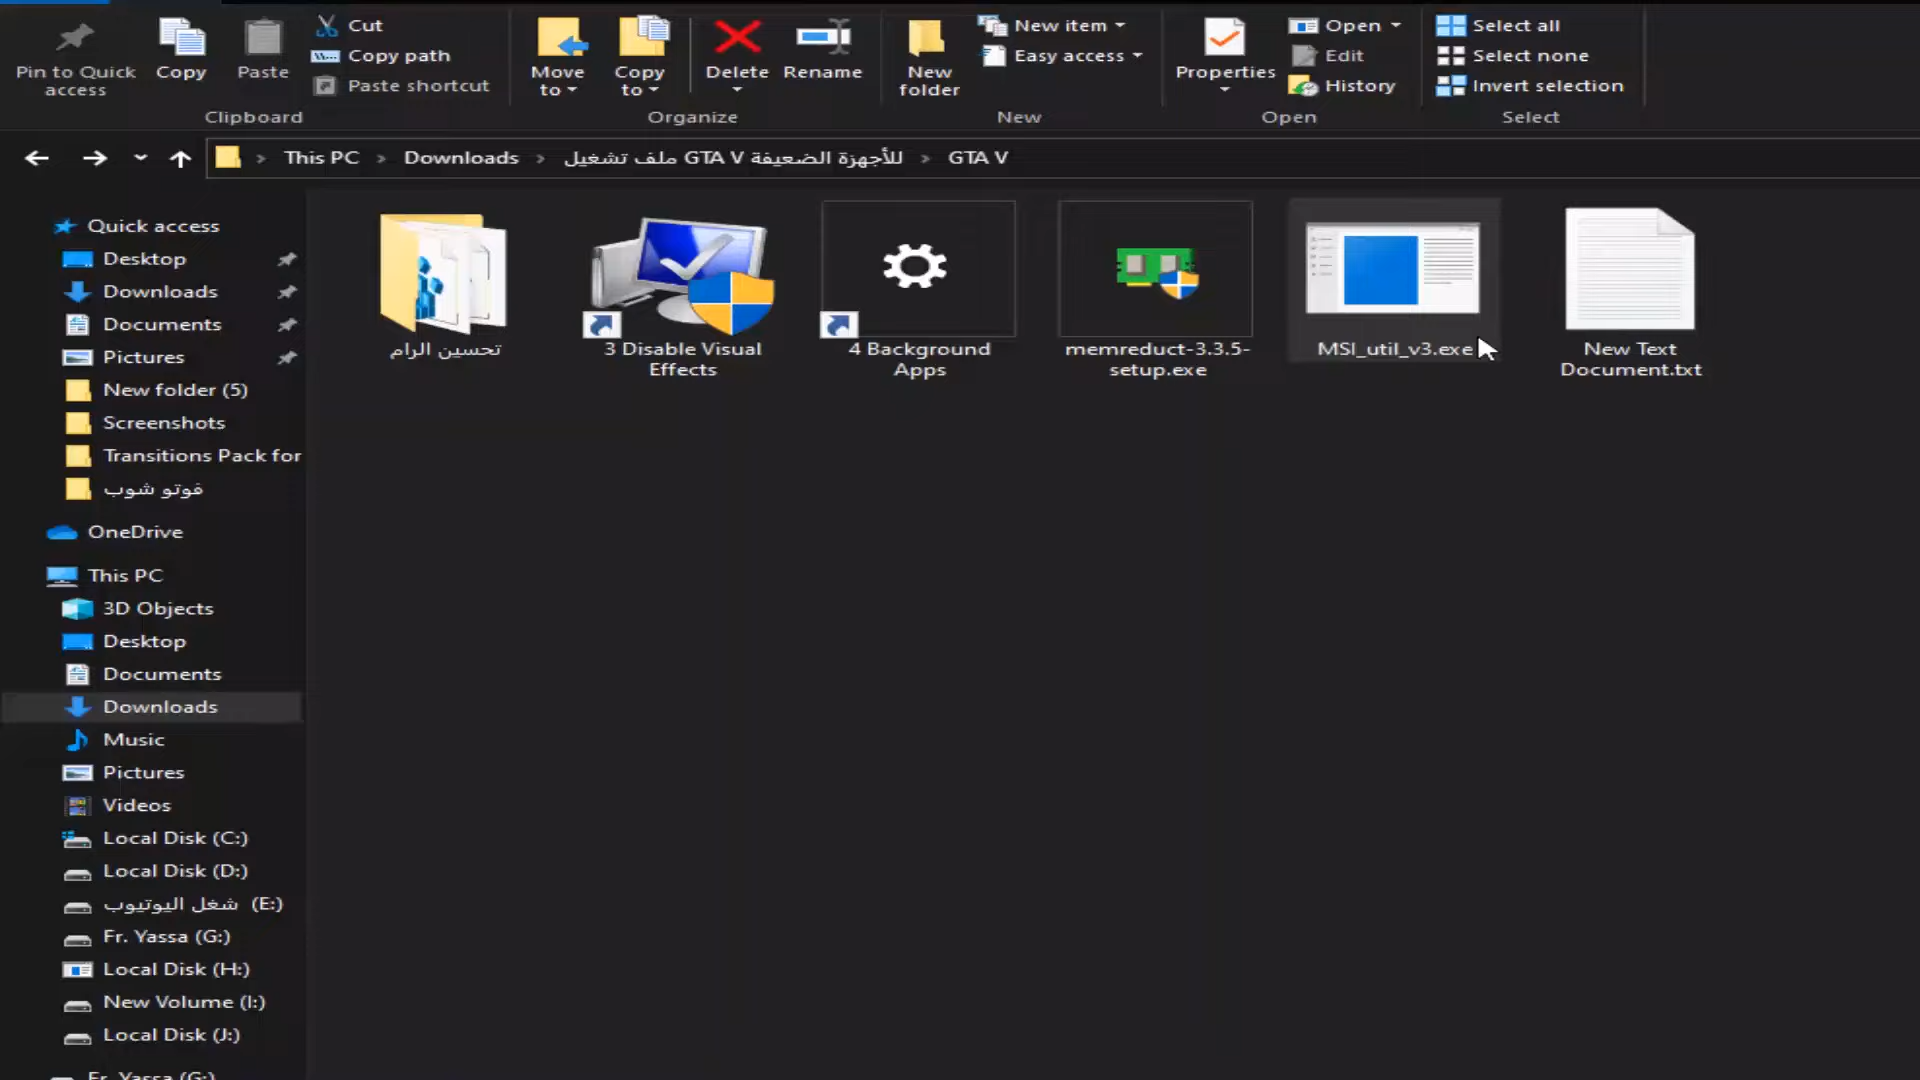 Pin to Quick
access
Copy
Paste
Cut
Copy path
Paste shortcut
Clipboard
Move
to
Copy
to
Delete
Rename
Organize
New
folder
New item
Easy access
New
Properties
Open
Edit
History
Open
Select all
Select none
Invert selection
Select
This PC
Downloads
ملف تشغيل GTA V للأجهزة الضعيفة
GTA V
Quick access
Desktop
Downloads
Documents
Pictures
New folder (5)
Screenshots
Transitions Pack for
فوتو شوب
OneDrive
This PC
3D Objects
Desktop
Documents
Downloads
Music
Pictures
Videos
Local Disk (C:)
Local Disk (D:)
شغل اليوتيوب (E:)
Fr. Yassa (G:)
Local Disk (H:)
New Volume (I:)
Local Disk (J:)
Fr. Yassa (G:)
تحسين الرام
3 Disable Visual
Effects
4 Background
Apps
memreduct-3.3.5-
setup.exe
MSI_util_v3.exe
New Text
Document.txt